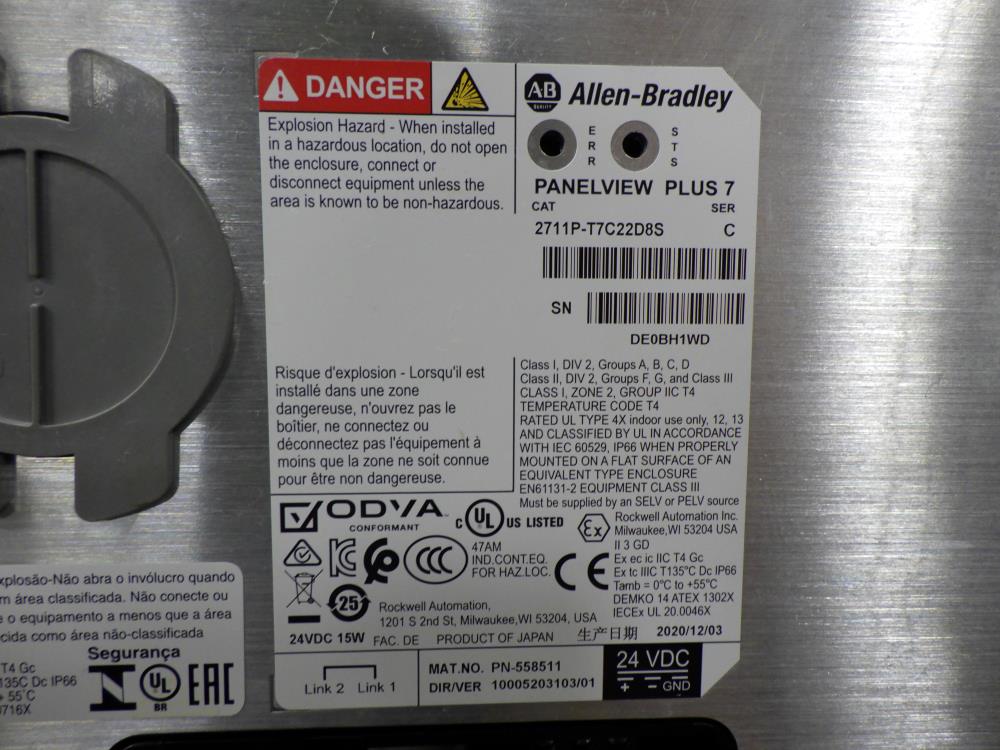 DANGER
Explosion Hazard - When installed
in a hazardous location, do not open
the enclosure, connect or
disconnect equipment unless the
area is known to be non-hazardous.
AB
QUALITY
Allen-Bradley
ERR
STS
PANELVIEW PLUS 7
CAT SER
2711P-T7C22D8S C
SN
DE0BH1WD
Risque d'explosion - Lorsqu'il est
installé dans une zone
dangereuse, n'ouvrez pas le
boîtier, ne connectez ou
déconnectez pas l'équipement à
moins que la zone ne soit connue
pour être non dangereuse.
Class I, DIV 2, Groups A, B, C, D
Class II, DIV 2, Groups F, G, and Class III
CLASS I, ZONE 2, GROUP IIC T4
TEMPERATURE CODE T4
RATED UL TYPE 4X indoor use only, 12, 13
AND CLASSIFIED BY UL IN ACCORDANCE
WITH IEC 60529, IP66 WHEN PROPERLY
MOUNTED ON A FLAT SURFACE OF AN
EQUIVALENT TYPE ENCLOSURE
EN61131-2 EQUIPMENT CLASS III
Must be supplied by an SELV or PELV source
ODVA
CONFORMANT
C UL US LISTED
47AM
IND.CONT.EQ.
FOR HAZ.LOC.
CCC
CE
Ex
25
Rockwell Automation Inc.
Milwaukee,WI 53204 USA
II 3 GD
Ex ec ic IIC T4 Gc
Ex tc IIIC T135°C Dc IP66
Tamb = 0°C to +55°C
DEMKO 14 ATEX 1302X
IECEx UL 20.0046X
Rockwell Automation,
1201 S 2nd St, Milwaukee,WI 53204, USA
24VDC 15W FAC. DE PRODUCT OF JAPAN 生产日期 2020/12/03
Link 2 Link 1
MAT.NO. PN-558511
DIR/VER 10005203103/01
24 VDC
+ - GND
xplosão-Não abra o invólucro quando
m área classificada. Não conecte ou
e o equipamento a menos que a área
cida como área não-classificada
T4 Gc
135C Dc IP66
+ 55°C
0716X
Segurança
UL
BR
EAC